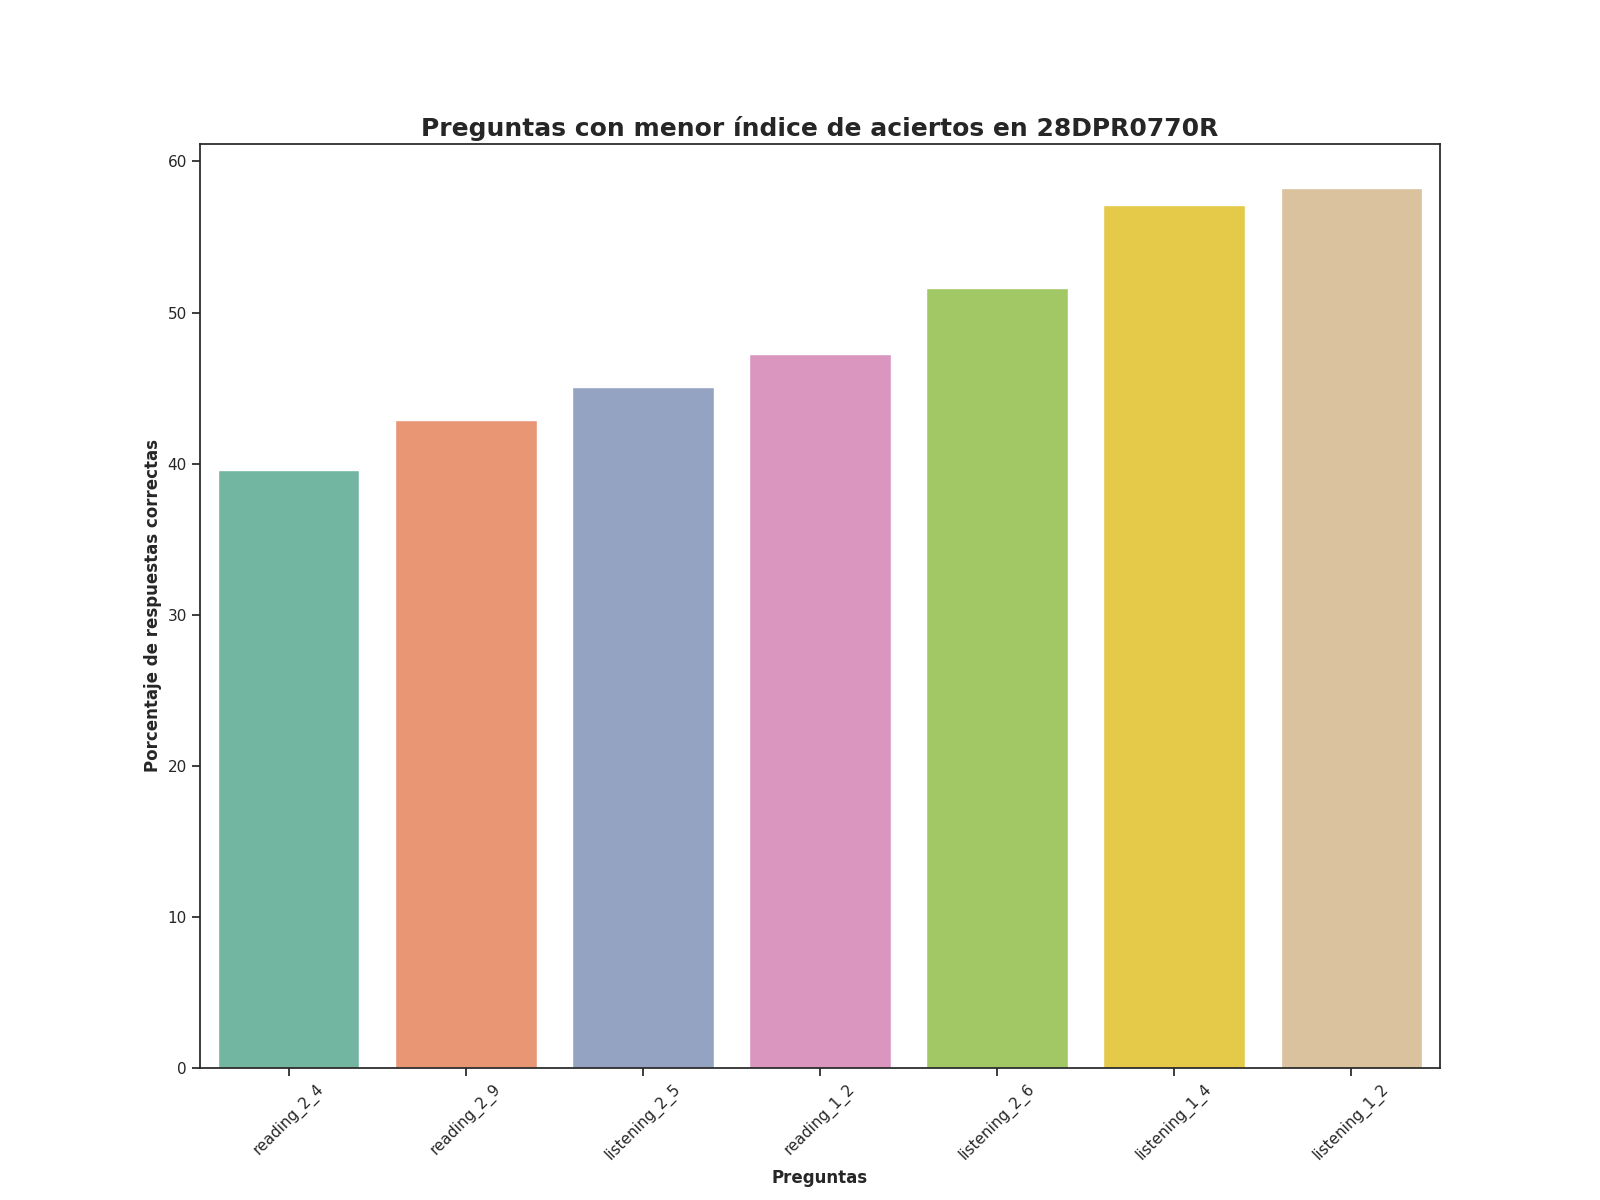 Preguntas con menor índice de aciertos en 28DPR0770R
Porcentaje de respuestas correctas
60
50
40
30
20
10
0
reading_2_4
reading_2_9
listening_2_5
reading_1_2
listening_2_6
listening_1_4
listening_1_2
Preguntas